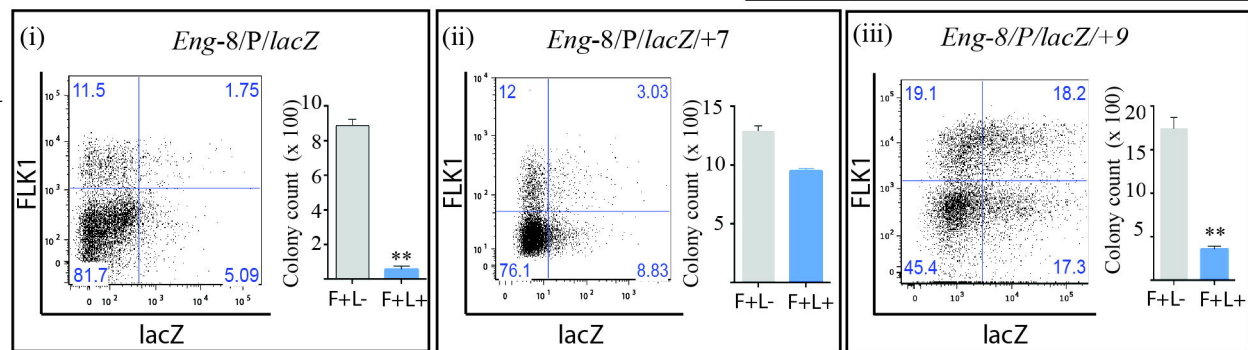 (i)
Eng-8/P/lacZ
11.5
1.75
81.7
5.09
10^5
10^4
10^3
10^2
0
0
10^2
10^3
10^4
10^5
FLK1
lacZ
Colony count (x 100)
10
8
6
4
2
**
F+L-
F+L+
(ii)
Eng-8/P/lacZ/+7
12
3.03
76.1
8.83
10^4
10^3
10^2
10^1
0
0
10^1
10^2
10^3
FLK1
lacZ
Colony count (x 100)
15
10
5
F+L-
F+L+
(iii)
Eng-8/P/lacZ/+9
19.1
18.2
45.4
17.3
10^5
10^4
10^3
10^2
0
0
10^3
10^4
10^5
FLK1
lacZ
Colony count (x 100)
20
15
10
5
**
F+L-
F+L+